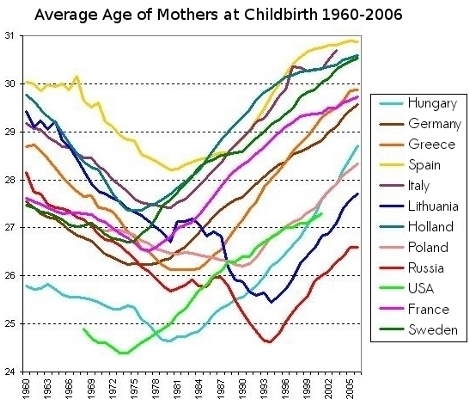 Average Age of Mothers at Childbirth 1960-2006
31
30
29
28
27
26
25
24
1960
1963
1966
1969
1972
1975
1978
1981
1984
1987
1990
1993
1996
1999
2002
2005
Hungary
Germany
Greece
Spain
Italy
Lithuania
Holland
Poland
Russia
USA
France
Sweden